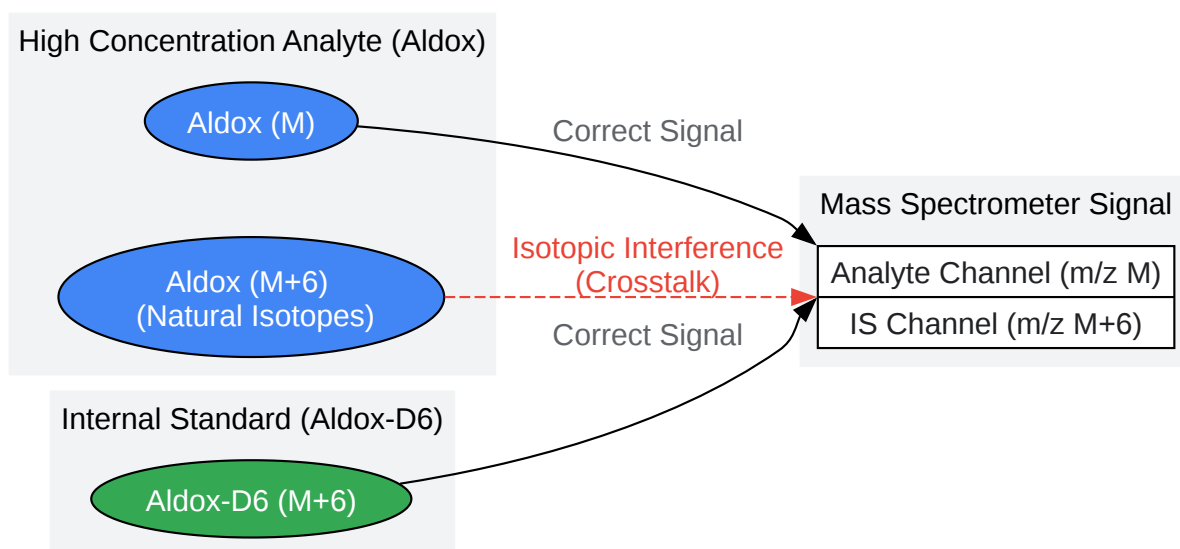 High Concentration Analyte (Aldox)
Aldox (M)
Correct Signal
Mass Spectrometer Signal
Isotopic Interference
(Crosstalk)
Analyte Channel (m/z M)
Aldox (M+6)
(Natural Isotopes)
IS Channel (m/z M+6)
Correct Signal
Internal Standard (Aldox-D6)
Aldox-D6 (M+6)